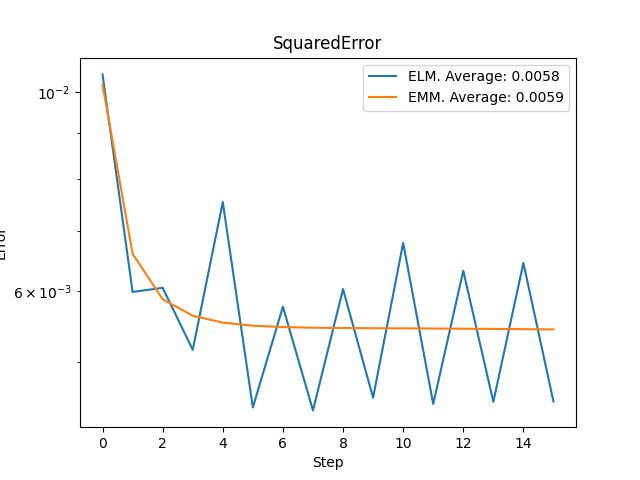 SquaredError
ELM. Average: 0.0058
EMM. Average: 0.0059
10⁻²
6 × 10⁻³
Error
0 2 4 6 8 10 12 14
Step